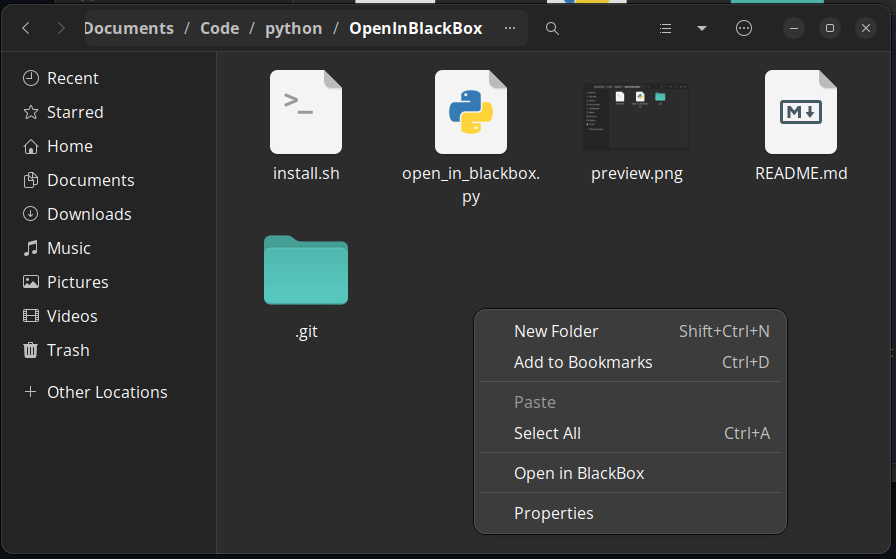 Documents / Code / python / OpenInBlackBox ...
Recent
Starred
Home
Documents
Downloads
Music
Pictures
Videos
Trash
+ Other Locations
>_
install.sh
open_in_blackbox.
py
preview.png
M
README.md
.git
New Folder Shift+Ctrl+N
Add to Bookmarks Ctrl+D
Paste
Select All Ctrl+A
Open in BlackBox
Properties